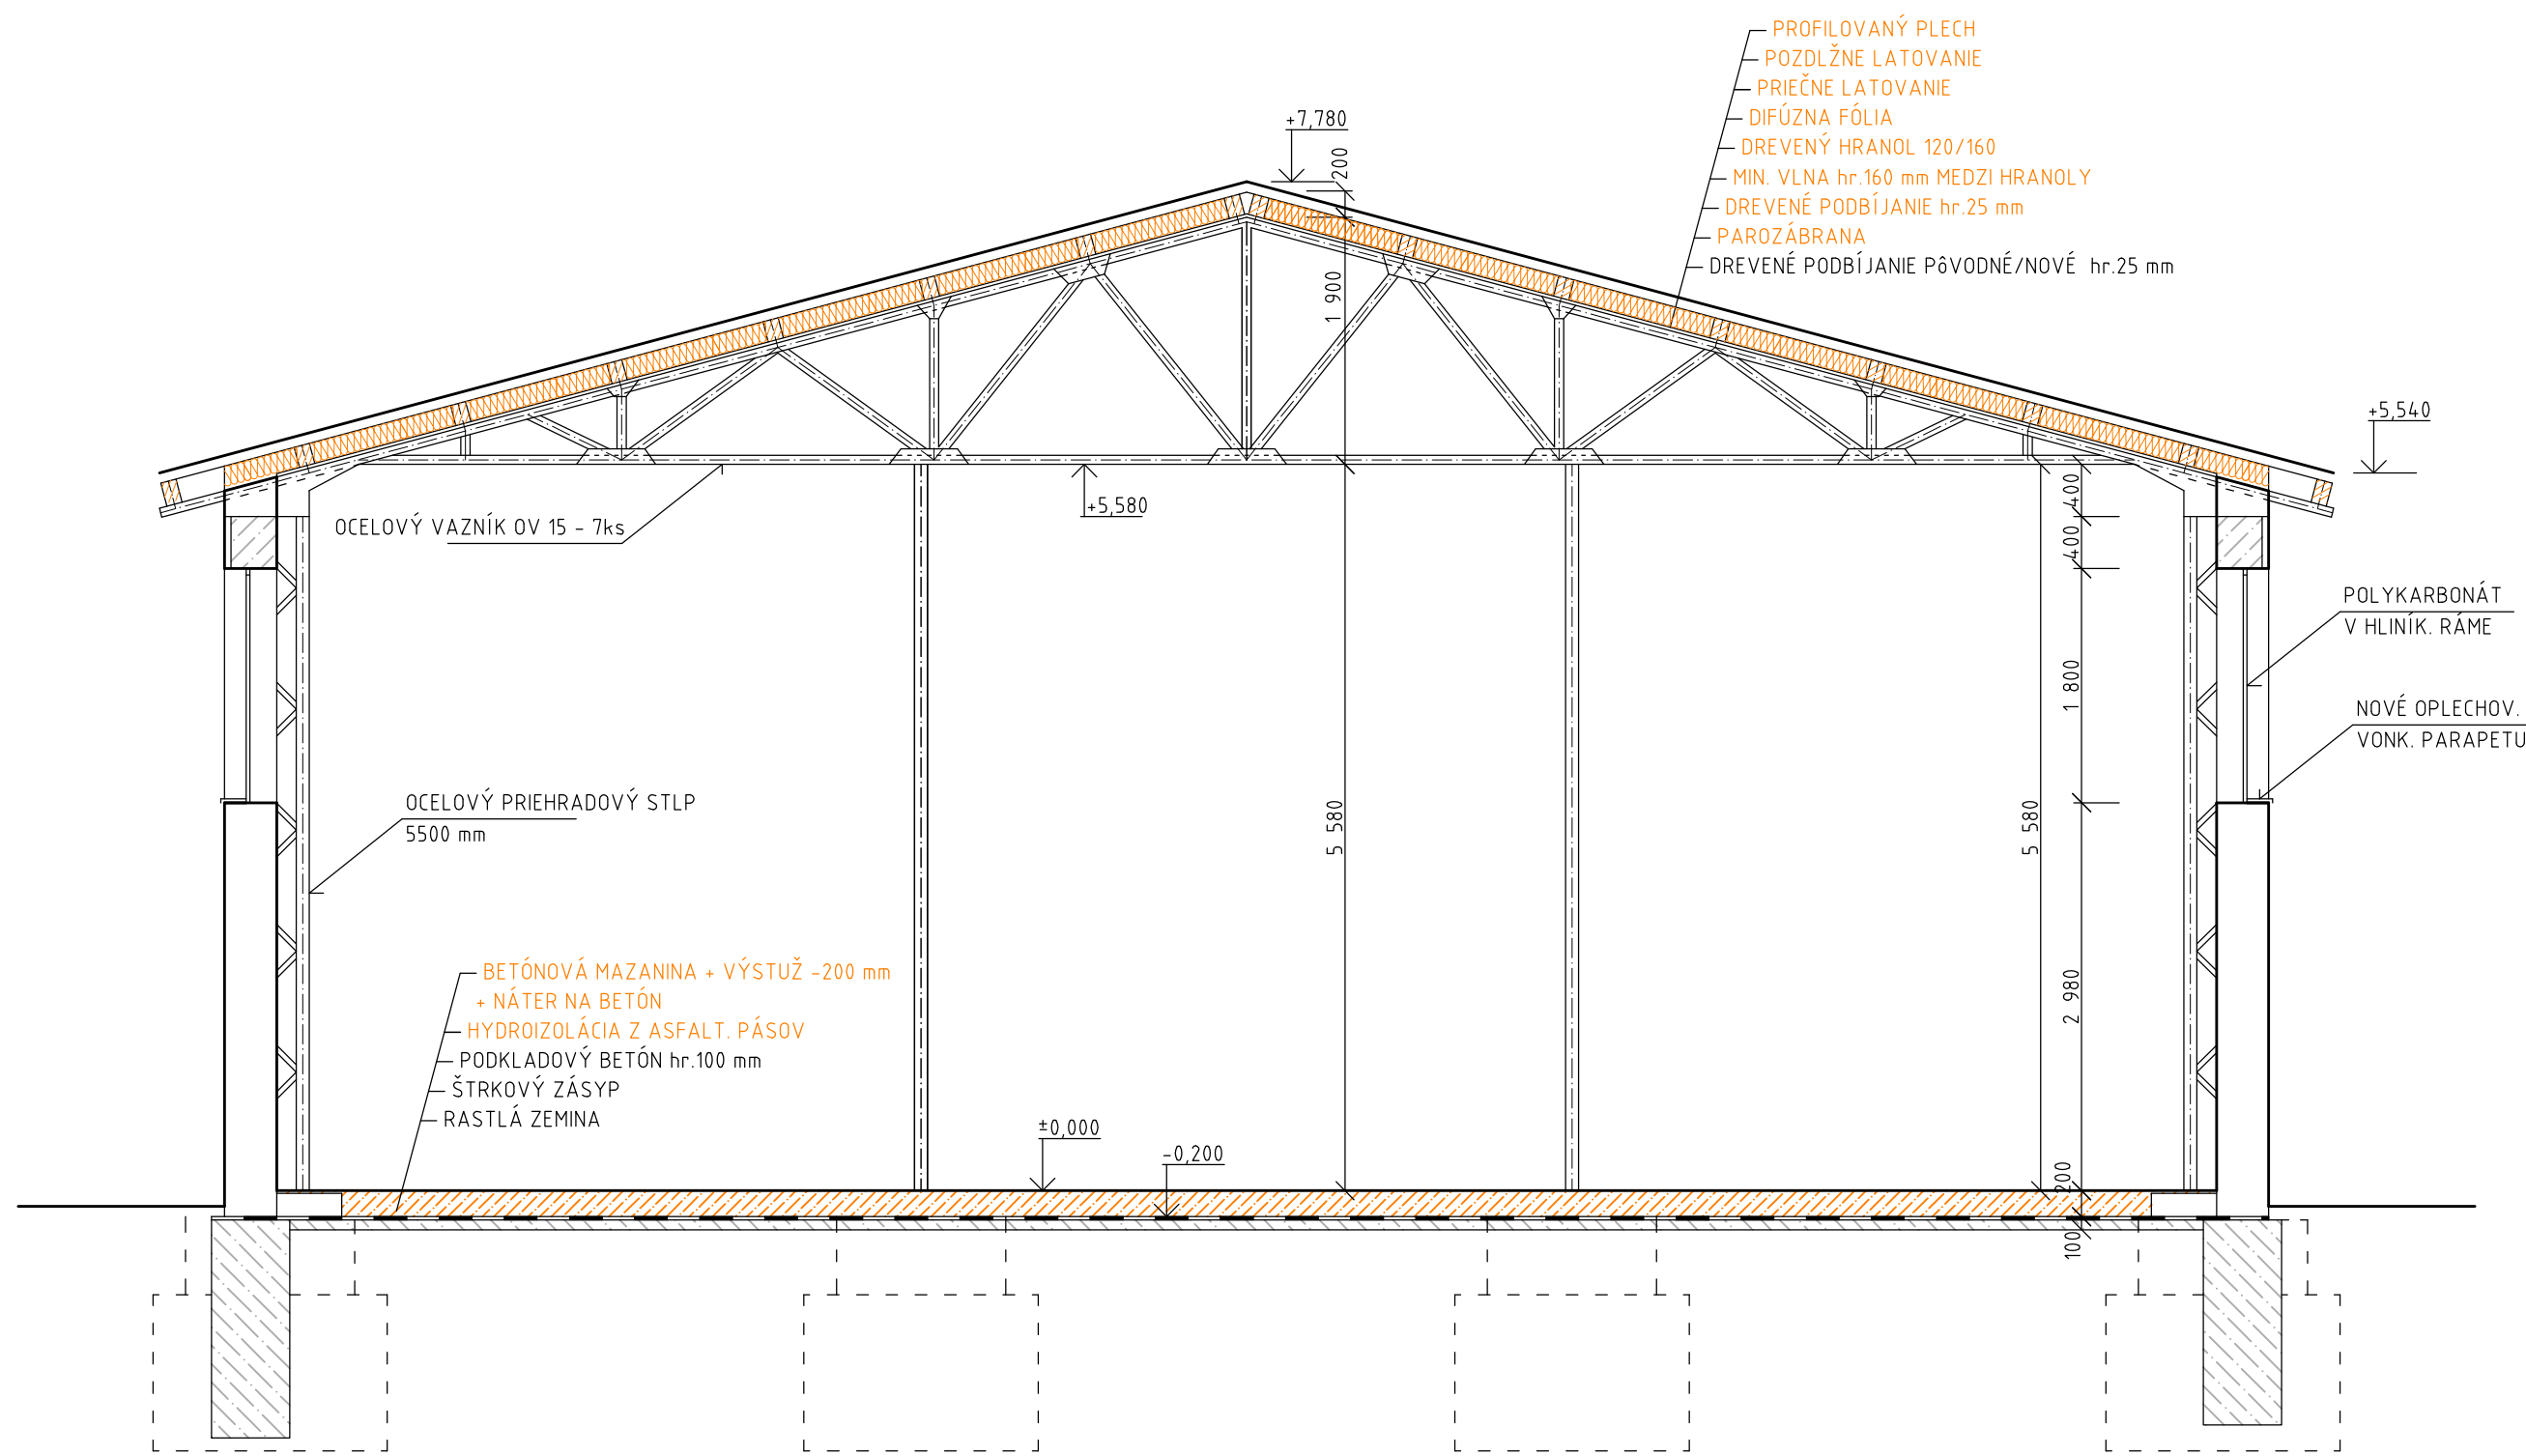 PROFILOVANÝ PLECH
POZDLŽNE LATOVANIE
PRIEČNE LATOVANIE
DIFÚZNA FÓLIA
DREVENÝ HRANOL 120/160
MIN. VLNA hr.160 mm MEDZI HRANOLY
DREVENÉ PODBÍJANIE hr.25 mm
PAROZÁBRANA
DREVENÉ PODBÍJANIE PôVODNÉ/NOVÉ hr.25 mm
+7,780
200
1 900
+5,540
+5,580
OCELOVÝ VAZNÍK OV 15 - 7ks
400
400
POLYKARBONÁT
V HLINÍK. RÁME
1 800
NOVÉ OPLECHOV.
VONK. PARAPETU
OCELOVÝ PRIEHRADOVÝ STLP
5500 mm
5 580
5 580
2 980
BETÓNOVÁ MAZANINA + VÝSTUŽ -200 mm
+ NÁTER NA BETÓN
HYDROIZOLÁCIA Z ASFALT. PÁSOV
PODKLADOVÝ BETÓN hr.100 mm
ŠTRKOVÝ ZÁSYP
RASTLÁ ZEMINA
±0,000
-0,200
200
100